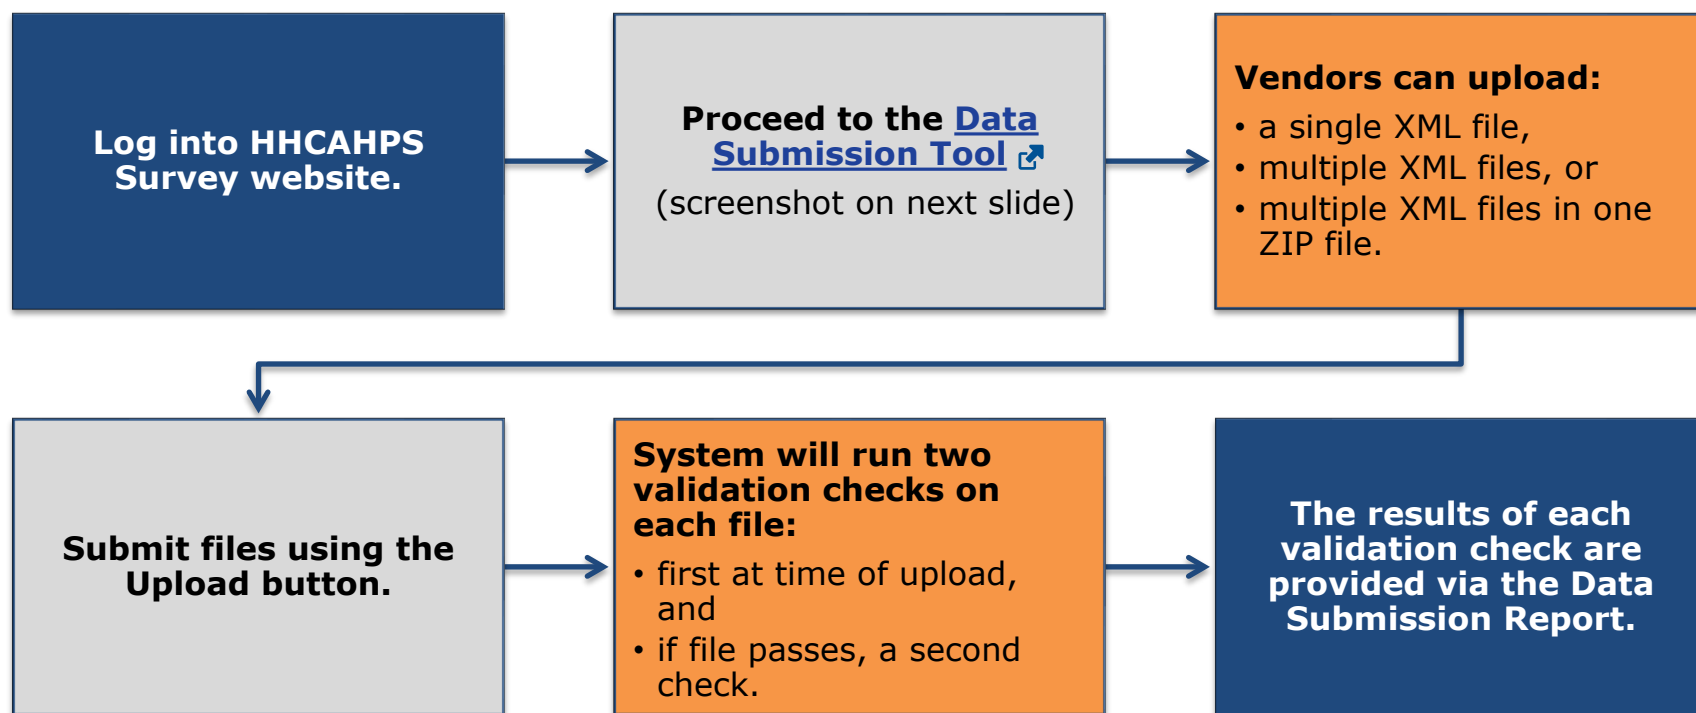 Log into HHCAHPS
Survey website.
Proceed to the Data
Submission Tool
(screenshot on next slide)
Vendors can upload:
• a single XML file,
• multiple XML files, or
• multiple XML files in one
ZIP file.
Submit files using the
Upload button.
System will run two
validation checks on
each file:
• first at time of upload,
and
• if file passes, a second
check.
The results of each
validation check are
provided via the Data
Submission Report.